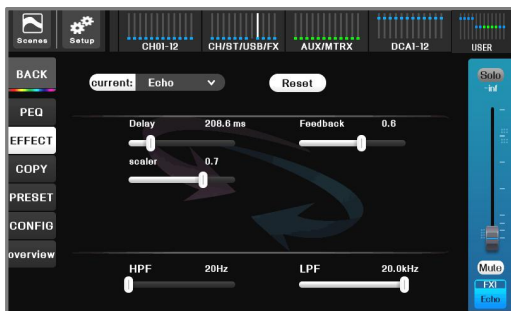 Scenes
Setup
CH01-12
CH/ST/USB/FX
AUX/MTRX
DCA1-12
USER
BACK
current: Echo
Reset
Solo
-inf
PEQ
Delay 208.6 ms
Feedback 0.6
EFFECT
scaler 0.7
COPY
PRESET
CONFIG
overview
HPF 20Hz
LPF 20.0kHz
Mute
FX1
Echo